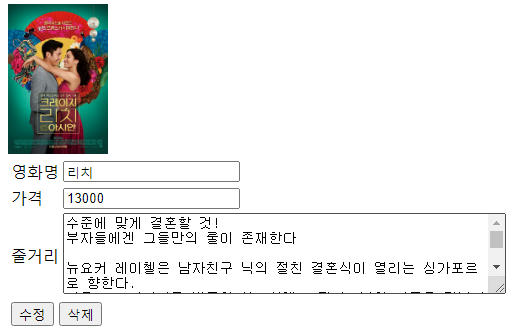 크레이지
리치
아시안
영화명 리치
가격 13000
줄거리 수준에 맞게 결혼할 것!
부자들에겐 그들만의 룰이 존재한다
뉴요커 레이첼은 남자친구 닉의 절친 결혼식이 열리는 싱가포르
로 향한다.
수정 삭제